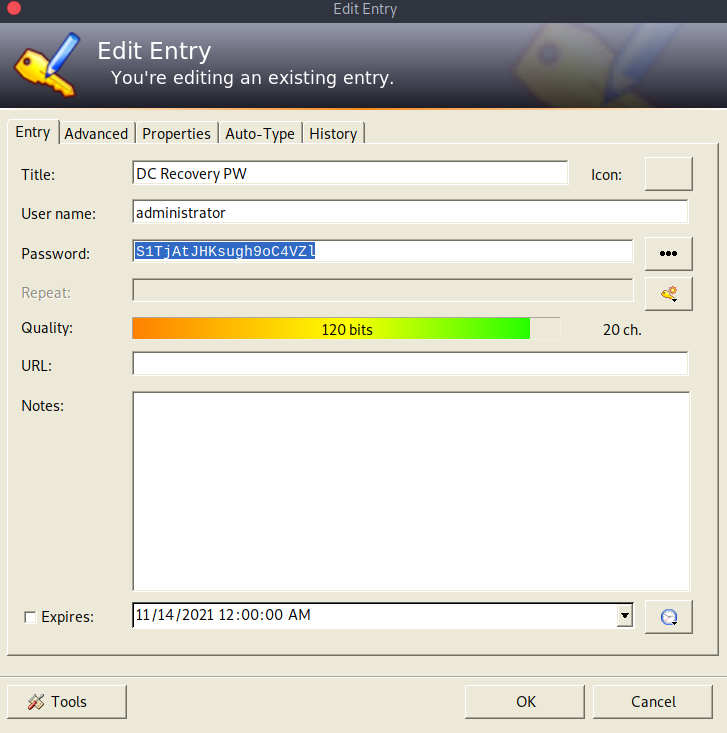 Edit Entry
Edit Entry
You're editing an existing entry.
Entry Advanced Properties Auto-Type History
Title: DC Recovery PW Icon:
User name: administrator
Password: S1TjAtJHKsugh9oC4VZl
Repeat:
Quality: 120 bits 20 ch.
URL:
Notes:
Expires: 11/14/2021 12:00:00 AM
Tools OK Cancel